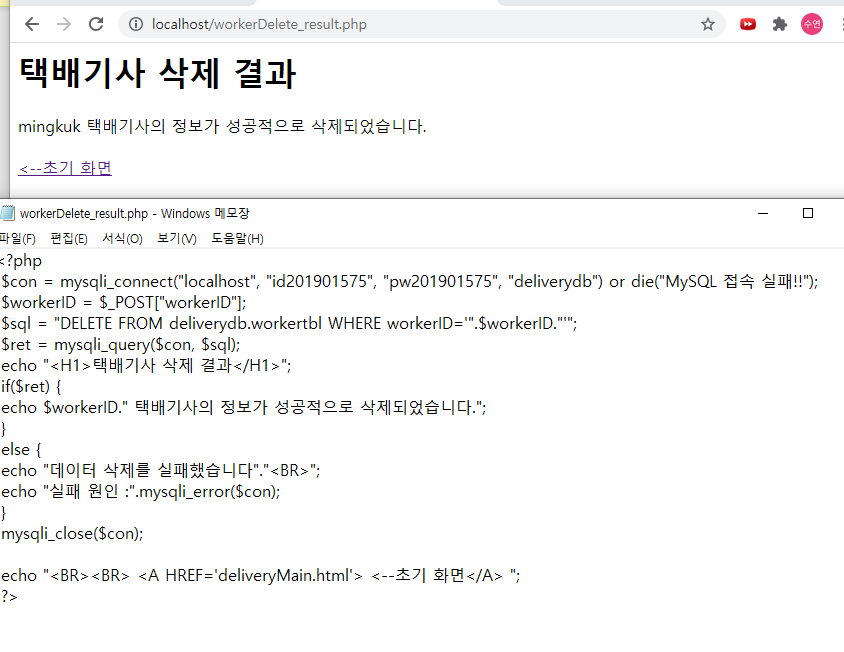 localhost/workerDelete_result.php
수연
택배기사 삭제 결과
mingkuk 택배기사의 정보가 성공적으로 삭제되었습니다.
<--초기 화면
workerDelete_result.php - Windows 메모장
파일(F) 편집(E) 서식(O) 보기(V) 도움말(H)
<?php
$con = mysqli_connect("localhost", "id201901575", "pw201901575", "deliverydb") or die("MySQL 접속 실패!!");
$workerID = $_POST["workerID"];
$sql = "DELETE FROM deliverydb.workertbl WHERE workerID='".$workerID."'";
$ret = mysqli_query($con, $sql);
echo "<H1>택배기사 삭제 결과</H1>";
if($ret) {
echo $workerID." 택배기사의 정보가 성공적으로 삭제되었습니다.";
}
else {
echo "데이터 삭제를 실패했습니다"."<BR>";
echo "실패 원인 :".mysqli_error($con);
}
mysqli_close($con);
echo "<BR><BR> <A HREF='deliveryMain.html'> <--초기 화면</A> ";
?>